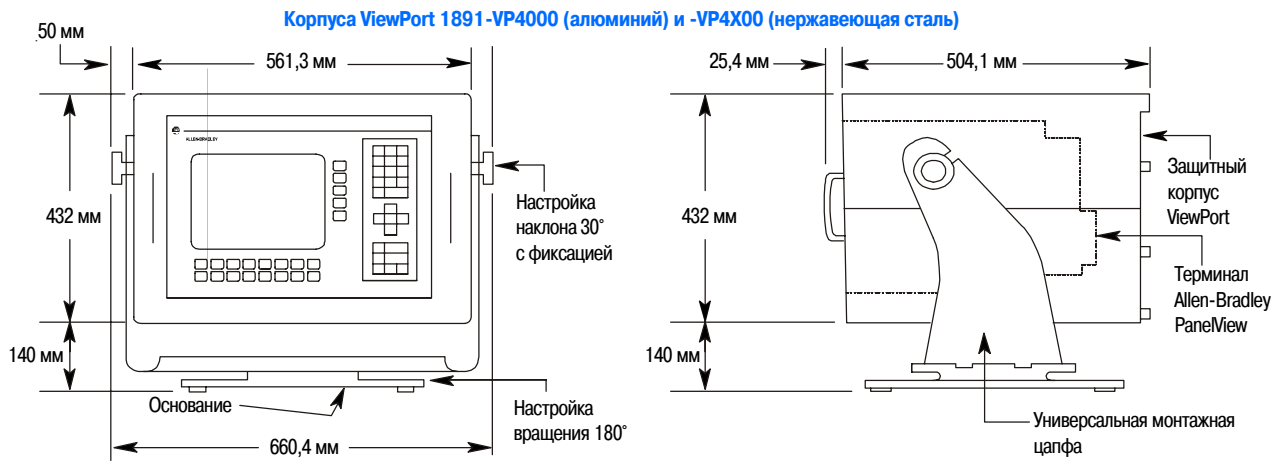 Корпуса ViewPort 1891-VP4000 (алюминий) и -VP4X00 (нержавеющая сталь)
50 мм
561,3 мм
ALLEN-BRADLEY
432 мм
Настройка
наклона 30°
с фиксацией
140 мм
Основание
Настройка
вращения 180°
660,4 мм
25,4 мм
504,1 мм
432 мм
Защитный
корпус
ViewPort
Терминал
Allen-Bradley
PanelView
140 мм
Универсальная монтажная
цапфа